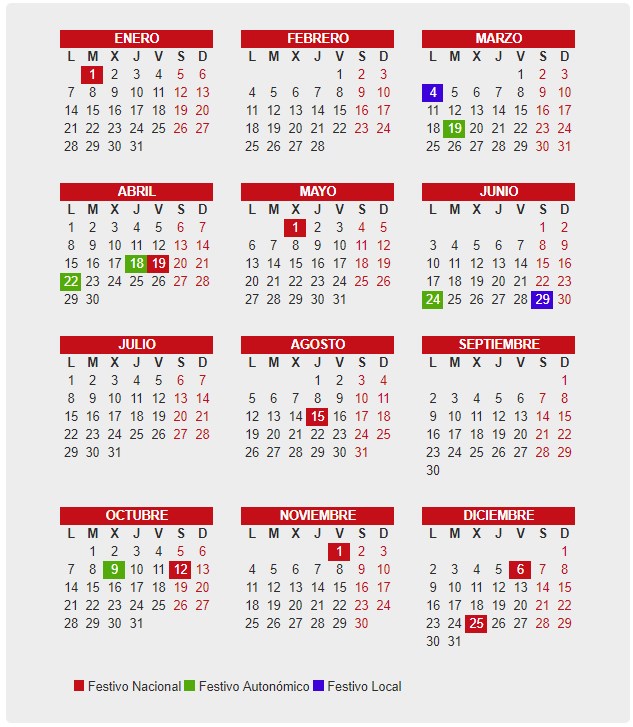 ENERO FEBRERO MARZO
L M X J V S D L M X J V S D L M X J V S D
1 2 3 4 5 6 1 2 3 1 2 3
7 8 9 10 11 12 13 4 5 6 7 8 9 10 4 5 6 7 8 9 10
14 15 16 17 18 19 20 11 12 13 14 15 16 17 11 12 13 14 15 16 17
21 22 23 24 25 26 27 18 19 20 21 22 23 24 18 19 20 21 22 23 24
28 29 30 31 25 26 27 28 25 26 27 28 29 30 31
ABRIL MAYO JUNIO
L M X J V S D L M X J V S D L M X J V S D
1 2 3 4 5 6 7 1 2 3 4 5 1 2
8 9 10 11 12 13 14 6 7 8 9 10 11 12 3 4 5 6 7 8 9
15 16 17 18 19 20 21 13 14 15 16 17 18 19 10 11 12 13 14 15 16
22 23 24 25 26 27 28 20 21 22 23 24 25 26 17 18 19 20 21 22 23
29 30 27 28 29 30 31 24 25 26 27 28 29 30
JULIO AGOSTO SEPTIEMBRE
L M X J V S D L M X J V S D L M X J V S D
1 2 3 4 5 6 7 1 2 3 4 1
8 9 10 11 12 13 14 5 6 7 8 9 10 11 2 3 4 5 6 7 8
15 16 17 18 19 20 21 12 13 14 15 16 17 18 9 10 11 12 13 14 15
22 23 24 25 26 27 28 19 20 21 22 23 24 25 16 17 18 19 20 21 22
29 30 31 26 27 28 29 30 31 23 24 25 26 27 28 29
30
OCTUBRE NOVIEMBRE DICIEMBRE
L M X J V S D L M X J V S D L M X J V S D
1 2 3 4 5 6 1 2 3 1
7 8 9 10 11 12 13 4 5 6 7 8 9 10 2 3 4 5 6 7 8
14 15 16 17 18 19 20 11 12 13 14 15 16 17 9 10 11 12 13 14 15
21 22 23 24 25 26 27 18 19 20 21 22 23 24 16 17 18 19 20 21 22
28 29 30 31 25 26 27 28 29 30 23 24 25 26 27 28 29
30 31
Festivo Nacional Festivo Autonómico Festivo Local